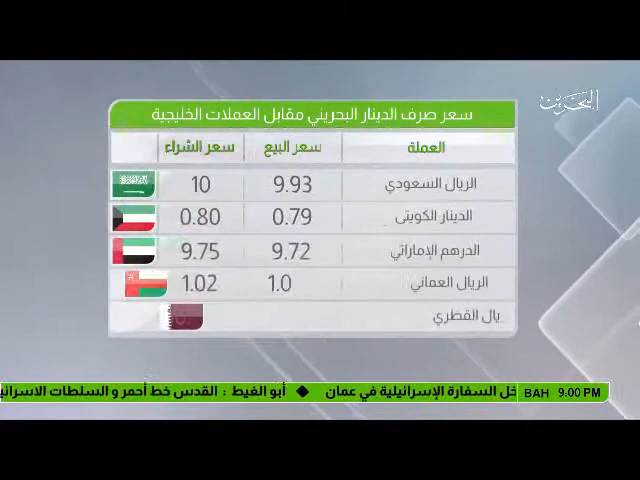 البحرين
سعر صرف الدينار البحريني مقابل العملات الخليجية
العملة سعر البيع سعر الشراء
الريال السعودي 9.93 10
الدينار الكويتى 0.79 0.80
الدرهم الإماراتي 9.72 9.75
الريال العماني 1.0 1.02
يال القطري
خل السفارة الإسرائيلية في عمان ◆ أبو الغيط : القدس خط أحمر و السلطات الاسرائي
BAH 9:00 PM